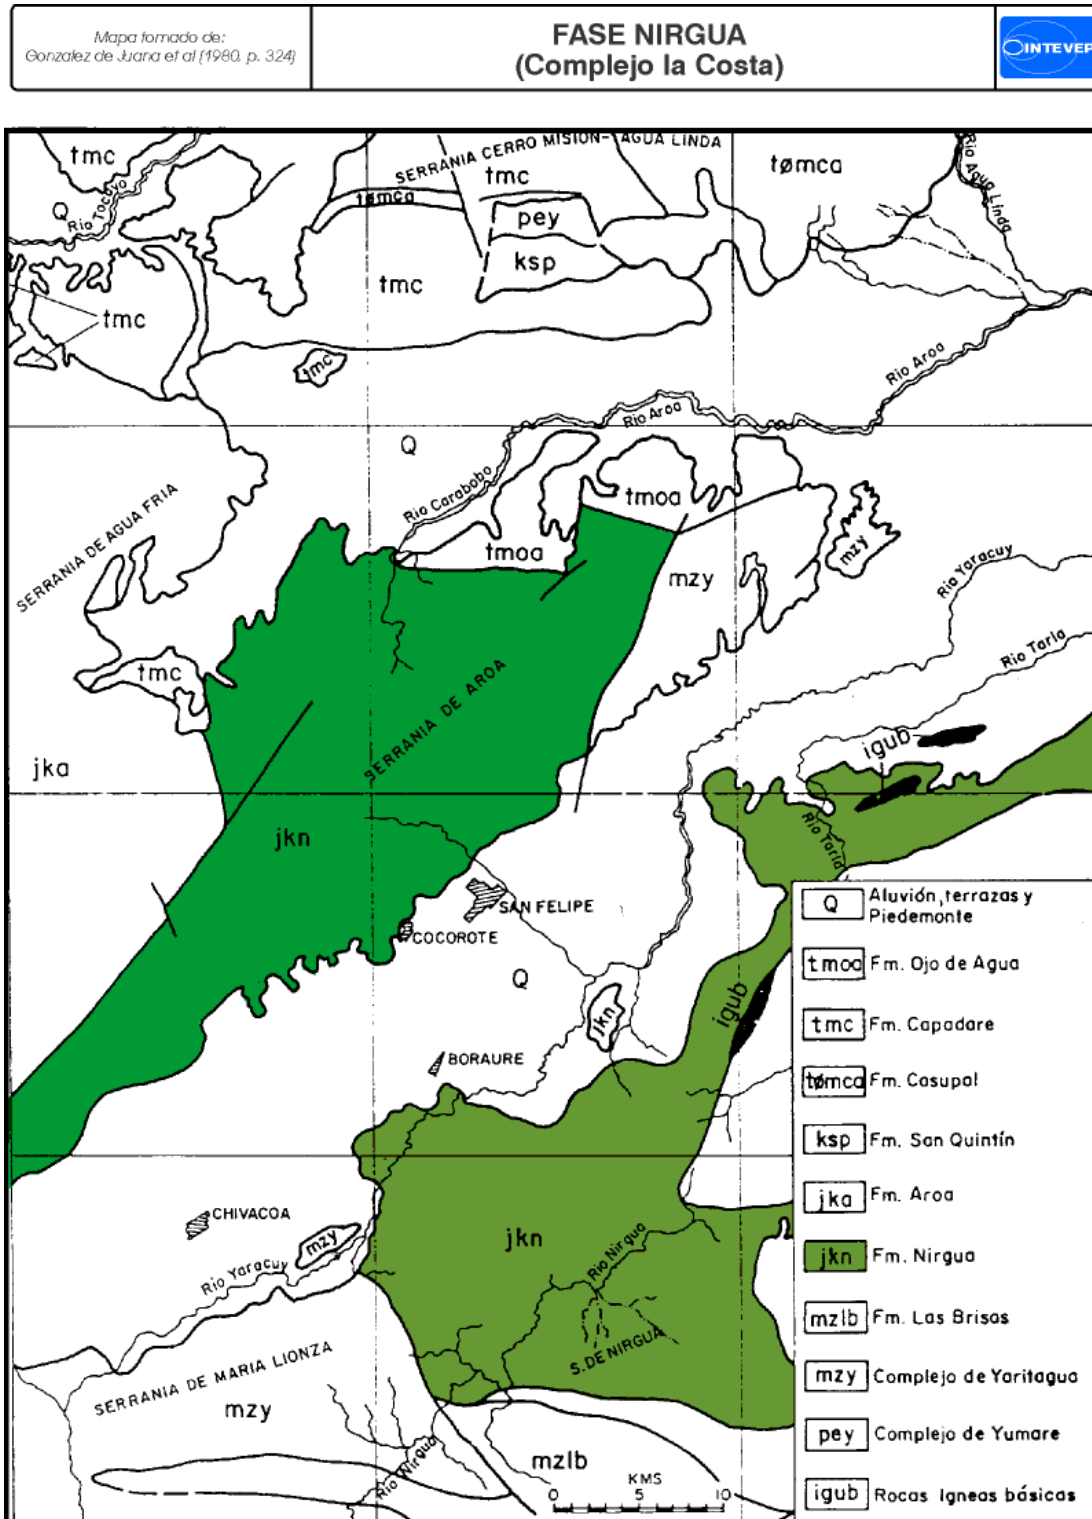 Mapa tomado de:
Gonzalez de Juana et al (1980, p. 324)
FASE NIRGUA
(Complejo la Costa)
INTEVEP
tmc
SERRANIA CERRO MISION-AGUA LINDA
tmc
tømca
Rio Agua Linda
Q
Rio Tocuyo
tømca
pey
ksp
tmc
tmc
tmc
Rio Aroa
Rio Aroa
Q
Rio Carabobo
tmoa
SERRANIA DE AGUA FRIA
tmoa
mzy
mzy
Rio Yaracuy
Rio Taria
tmc
SERRANIA DE AROA
igub
jka
jkn
Rio Taria
SAN FELIPE
COCOROTE
Q
igub
jkn
BORAURE
CHIVACOA
mzy
Rio Yaracuy
jkn
Rio Nirgua
S. DE NIRGUA
SERRANIA DE MARIA LIONZA
mzy
Rio Nirgua
mzlb
KMS
0 5 10
Q Aluvión, terrazas y
Piedemonte
tmoa Fm. Ojo de Agua
tmc Fm. Capadare
tømca Fm. Casupal
ksp Fm. San Quintín
jka Fm. Aroa
jkn Fm. Nirgua
mzlb Fm. Las Brisas
mzy Complejo de Yaritagua
pey Complejo de Yumare
igub Rocas Igneas básicas